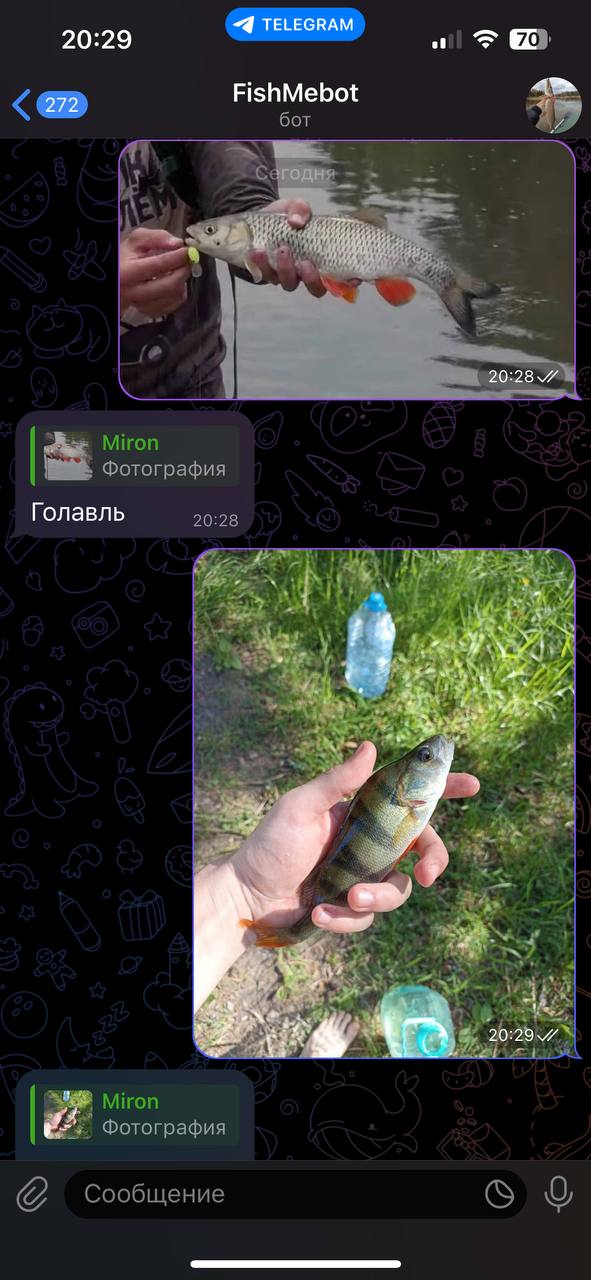 20:29
TELEGRAM
70
272
FishMebot
бот
Сегодня
ЛЕМ
20:28
Miron
Фотография
Голавль
20:28
20:29
Miron
Фотография
Сообщение